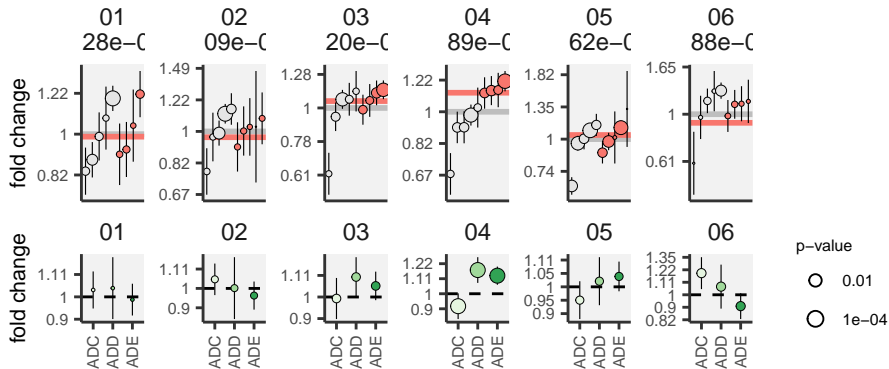 01 02 03 04 05 06
28e−0 09e−0 20e−0 89e−0 62e−0 88e−0
fold change
1.22 1 0.82
1.49 1.22 1 0.82 0.67
1.28 1 0.78 0.61
1.22 1 0.82 0.67
1.82 1.35 1 0.74
1.65 1 0.61
01 02 03 04 05 06
fold change
1.11 1 0.9
1.11 1 0.9
1.11 1 0.9
1.22 1.11 1 0.9
1.11 1.05 1 0.95 0.9
1.35 1.22 1.11 1 0.9 0.82
ADC ADD ADE
ADC ADD ADE
ADC ADD ADE
ADC ADD ADE
ADC ADD ADE
ADC ADD ADE
p−value
0.01
1e−04